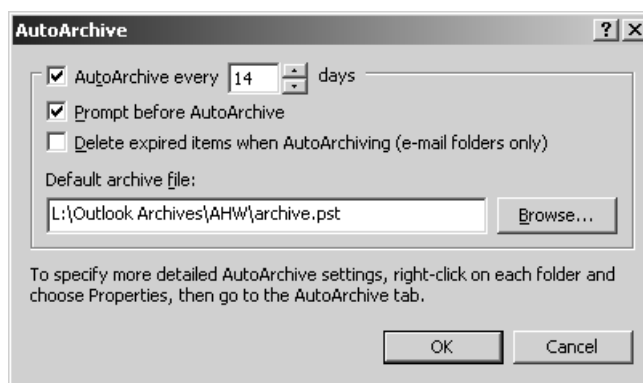 AutoArchive
AutoArchive every 14 days
Prompt before AutoArchive
Delete expired items when AutoArchiving (e-mail folders only)
Default archive file:
L:\Outlook Archives\AHW\archive.pst Browse...
To specify more detailed AutoArchive settings, right-click on each folder and
choose Properties, then go to the AutoArchive tab.
OK Cancel